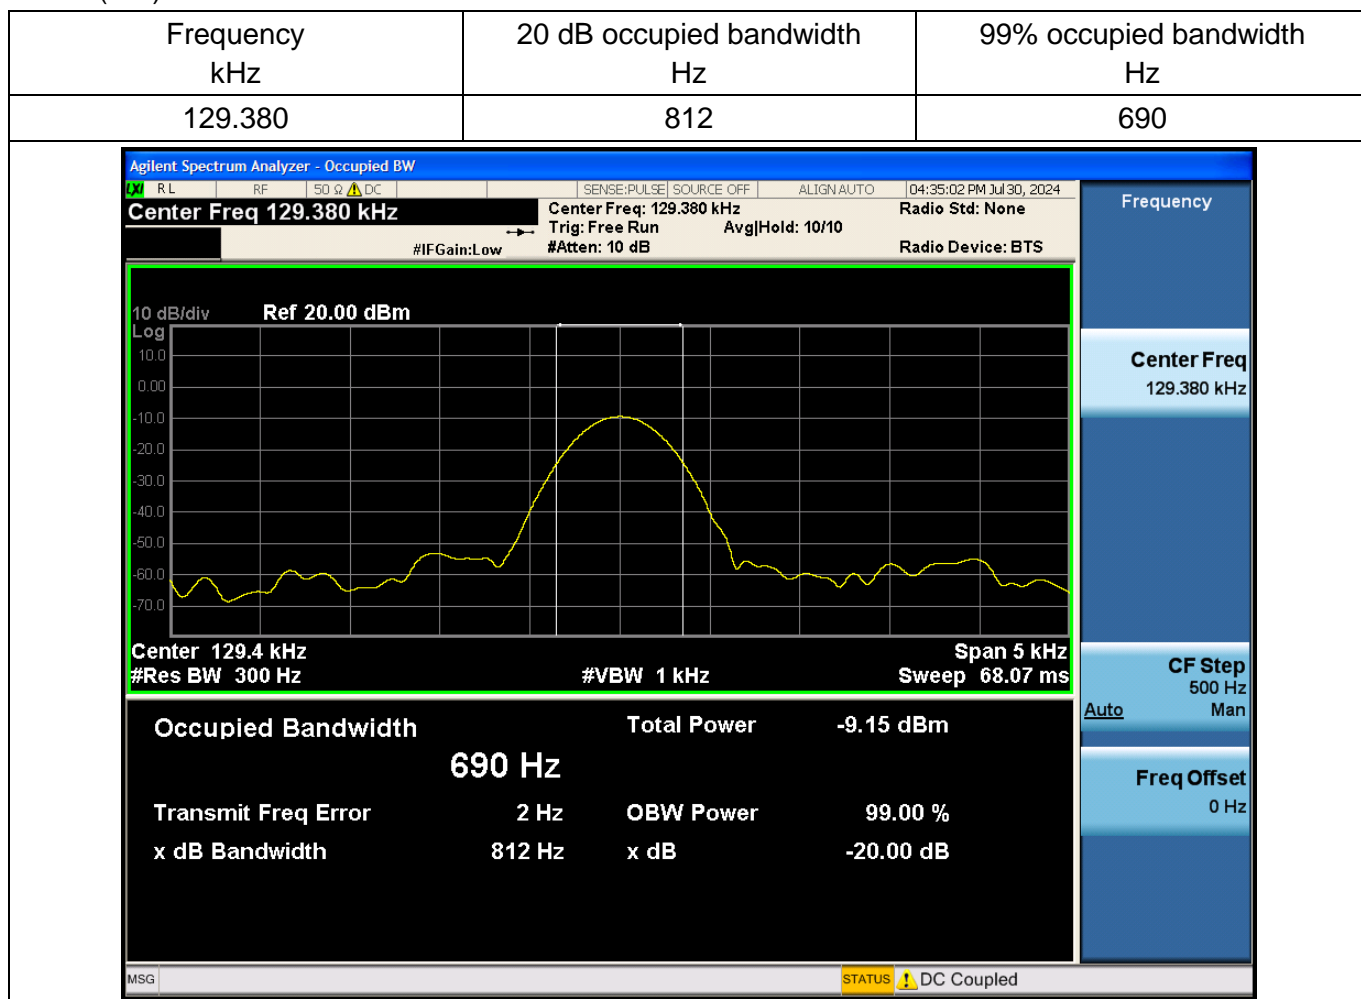 Frequency 20 dB occupied bandwidth 99% occupied bandwidth
kHz Hz Hz
129.380 812 690
Agilent Spectrum Analyzer - Occupied BW
LXI RL RF 50 Ω DC SENSE:PULSE SOURCE OFF ALIGN AUTO 04:35:02 PM Jul 30, 2024
Center Freq 129.380 kHz Center Freq: 129.380 kHz Radio Std: None
Trig: Free Run Avg|Hold: 10/10
#IFGain:Low #Atten: 10 dB Radio Device: BTS
Frequency
10 dB/div Ref 20.00 dBm
Log
10.0
0.00
-10.0
-20.0
-30.0
-40.0
-50.0
-60.0
-70.0
Center 129.4 kHz Span 5 kHz
#Res BW 300 Hz #VBW 1 kHz Sweep 68.07 ms
Occupied Bandwidth Total Power -9.15 dBm
690 Hz
Transmit Freq Error 2 Hz OBW Power 99.00 %
x dB Bandwidth 812 Hz x dB -20.00 dB
Center Freq
129.380 kHz
CF Step
500 Hz
Auto Man
Freq Offset
0 Hz
MSG STATUS DC Coupled